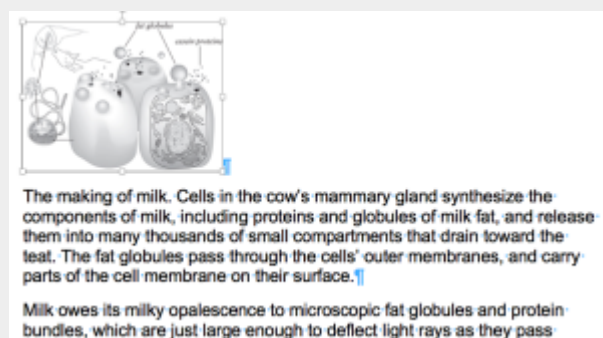 fat globules
casein proteins
The making of milk. Cells in the cow's mammary gland synthesize the
components of milk, including proteins and globules of milk fat, and release
them into many thousands of small compartments that drain toward the
teat. The fat globules pass through the cells' outer membranes, and carry
parts of the cell membrane on their surface.¶
Milk owes its milky opalescence to microscopic fat globules and protein
bundles, which are just large enough to deflect light rays as they pass